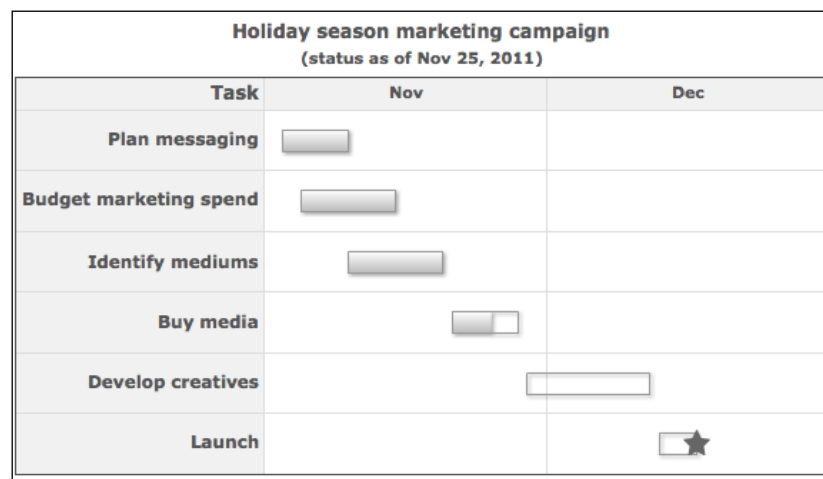 Holiday season marketing campaign
(status as of Nov 25, 2011)
Task Nov Dec
Plan messaging
Budget marketing spend
Identify mediums
Buy media
Develop creatives
Launch